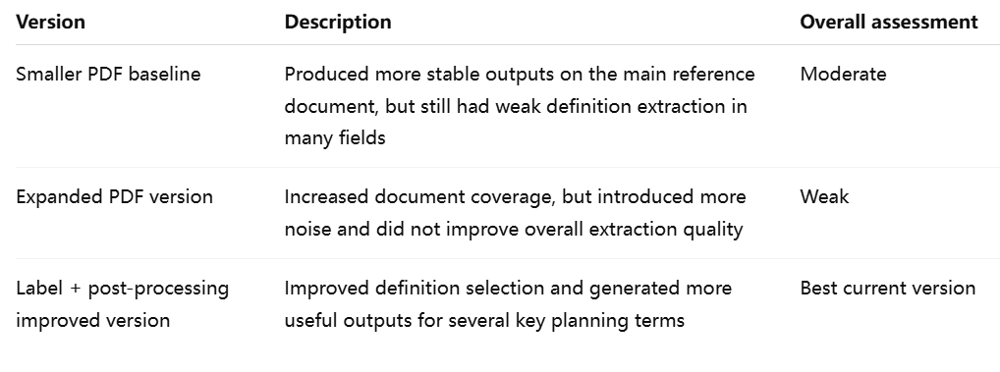 Version Description Overall assessment
Smaller PDF baseline Produced more stable outputs on the main reference Moderate
document, but still had weak definition extraction in
many fields
Expanded PDF version Increased document coverage, but introduced more Weak
noise and did not improve overall extraction quality
Label + post-processing Improved definition selection and generated more Best current version
improved version useful outputs for several key planning terms